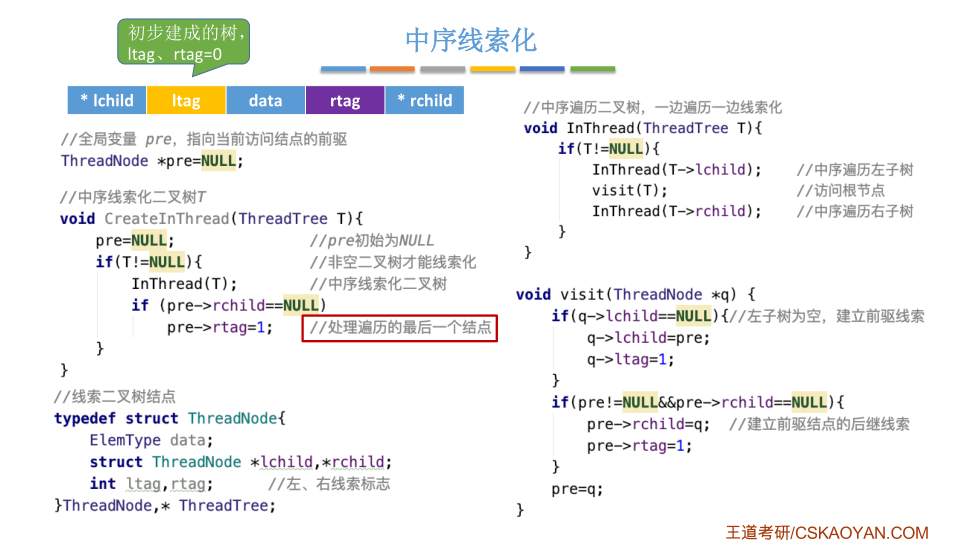 初步建成的树，
ltag、rtag=0
中序线索化
* lchild ltag data rtag * rchild
//全局变量 pre，指向当前访问结点的前驱
ThreadNode *pre=NULL;
//中序线索化二叉树T
void CreateInThread(ThreadTree T){
pre=NULL; //pre初始为NULL
if(T!=NULL){ //非空二叉树才能线索化
InThread(T); //中序线索化二叉树
if (pre->rchild==NULL)
pre->rtag=1; //处理遍历的最后一个结点
}
}
//线索二叉树结点
typedef struct ThreadNode{
ElemType data;
struct ThreadNode *lchild,*rchild;
int ltag,rtag; //左、右线索标志
}ThreadNode,* ThreadTree;
//中序遍历二叉树，一边遍历一边线索化
void InThread(ThreadTree T){
if(T!=NULL){
InThread(T->lchild); //中序遍历左子树
visit(T); //访问根节点
InThread(T->rchild); //中序遍历右子树
}
}
void visit(ThreadNode *q) {
if(q->lchild==NULL){//左子树为空，建立前驱线索
q->lchild=pre;
q->ltag=1;
}
if(pre!=NULL&&pre->rchild==NULL){
pre->rchild=q; //建立前驱结点的后继线索
pre->rtag=1;
}
pre=q;
}
王道考研/CSKAOYAN.COM